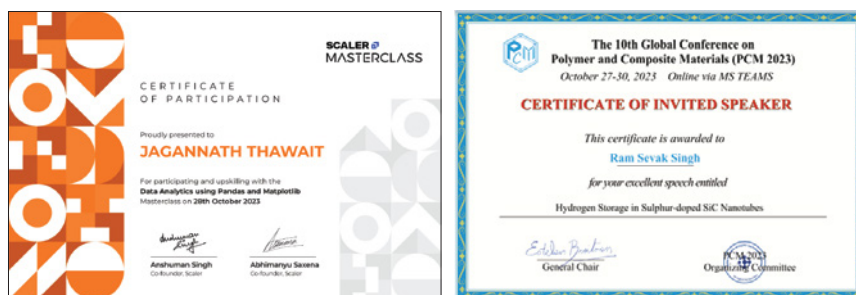 SCALER
MASTERCLASS
CERTIFICATE
OF PARTICIPATION
Proudly presented to
JAGANNATH THAWAIT
For participating and upskilling with the
Data Analytics using Pandas and Matplotlib
Masterclass on 28th October 2023
Anshuman Singh
Co-founder, Scaler
Abhimanyu Saxena
Co-founder, Scaler
PCM
The 10th Global Conference on
Polymer and Composite Materials (PCM 2023)
October 27-30, 2023 Online via MS TEAMS
CERTIFICATE OF INVITED SPEAKER
This certificate is awarded to
Ram Sevak Singh
for your excellent speech entitled
Hydrogen Storage in Sulphur-doped SiC Nanotubes
General Chair
PCM 2023
Organizing Committee